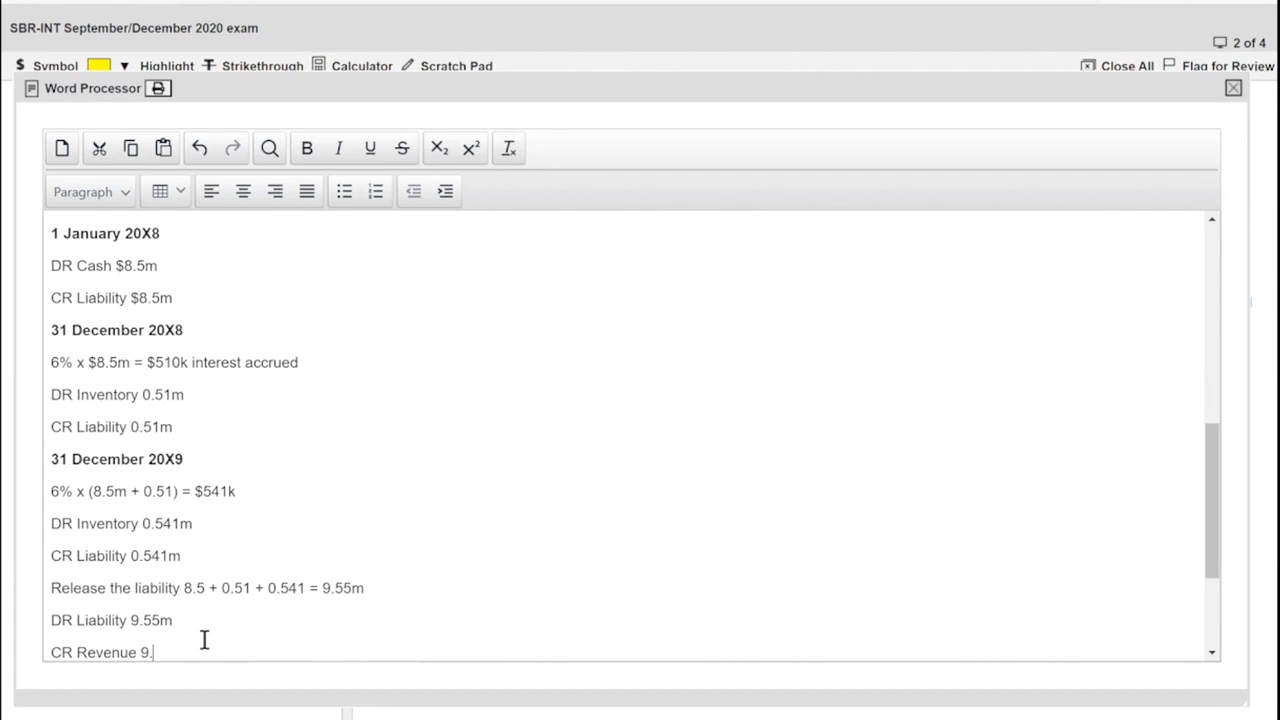 SBR-INT September/December 2020 exam
2 of 4
$ Symbol Highlight Strikethrough Calculator Scratch Pad Close All Flag for Review
Word Processor
B I U S X₂ X² Tx
Paragraph
1 January 20X8
DR Cash $8.5m
CR Liability $8.5m
31 December 20X8
6% x $8.5m = $510k interest accrued
DR Inventory 0.51m
CR Liability 0.51m
31 December 20X9
6% x (8.5m + 0.51) = $541k
DR Inventory 0.541m
CR Liability 0.541m
Release the liability 8.5 + 0.51 + 0.541 = 9.55m
DR Liability 9.55m
CR Revenue 9.